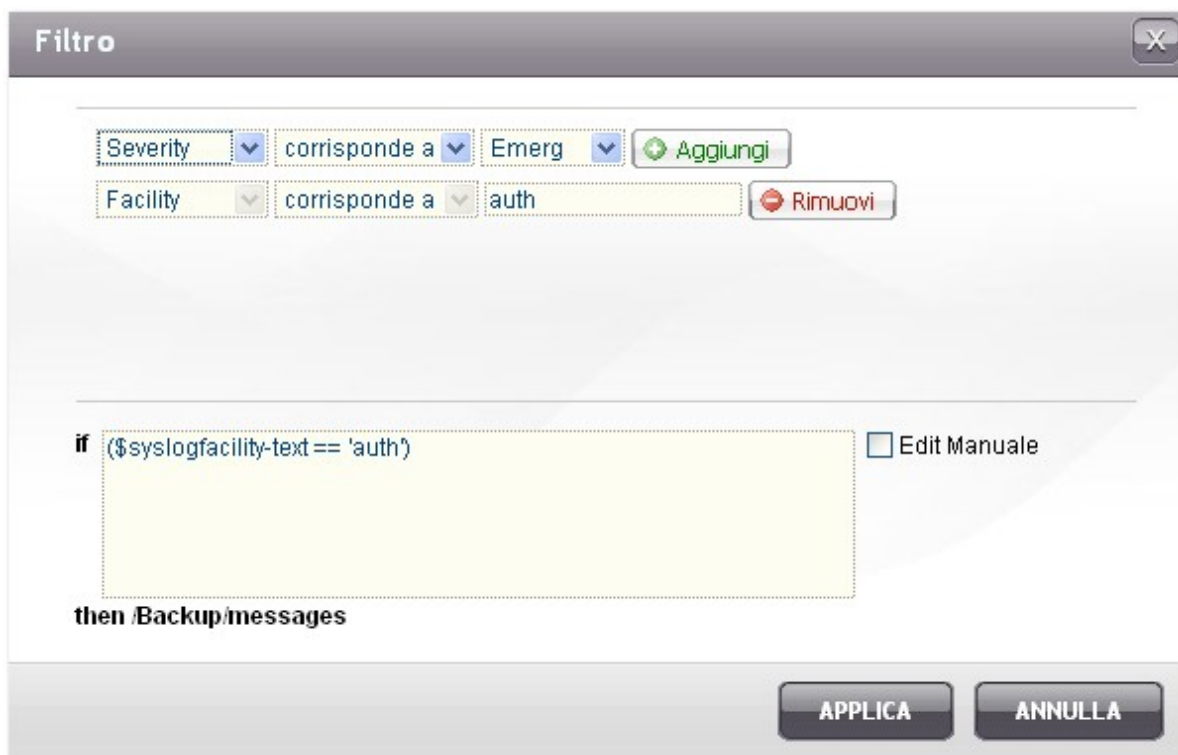 Filtro
X
Severity corrisponde a Emerg Aggiungi
Facility corrisponde a auth Rimuovi
if ($syslogfacility-text == 'auth') Edit Manuale
then /Backup/messages
APPLICA ANNULLA